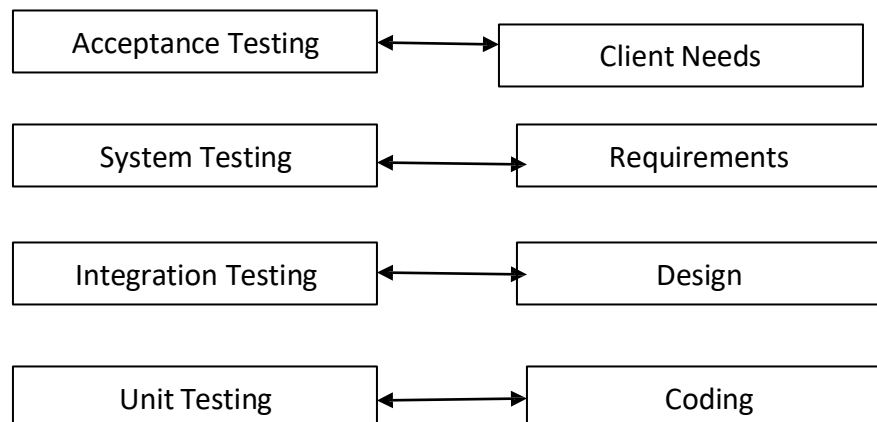 Acceptance Testing
Client Needs
System Testing
Requirements
Integration Testing
Design
Unit Testing
Coding